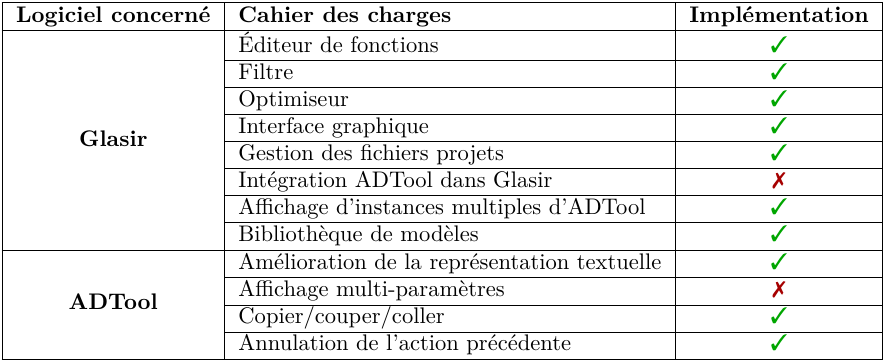 Logiciel concerné Cahier des charges Implémentation
Éditeur de fonctions ✓
Filtre ✓
Optimiseur ✓
Interface graphique ✓
Glasir
Gestion des fichiers projets ✓
Intégration ADTool dans Glasir ✗
Affichage d'instances multiples d'ADTool ✓
Bibliothèque de modèles ✓
Amélioration de la représentation textuelle ✓
Affichage multi-paramètres ✗
ADTool
Copier/couper/coller ✓
Annulation de l'action précédente ✓